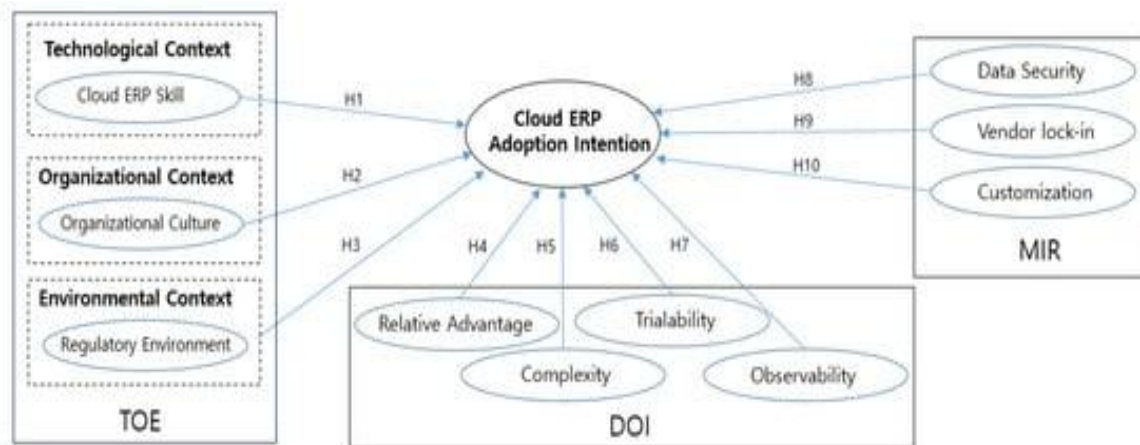 Technological Context
Cloud ERP Skill
Organizational Context
Organizational Culture
Environmental Context
Regulatory Environment
TOE
H1
H2
H3
Cloud ERP
Adoption Intention
H4
H5
H6
H7
H8
H9
H10
Data Security
Vendor lock-in
Customization
MIR
Relative Advantage
Trialability
Complexity
Observability
DOI